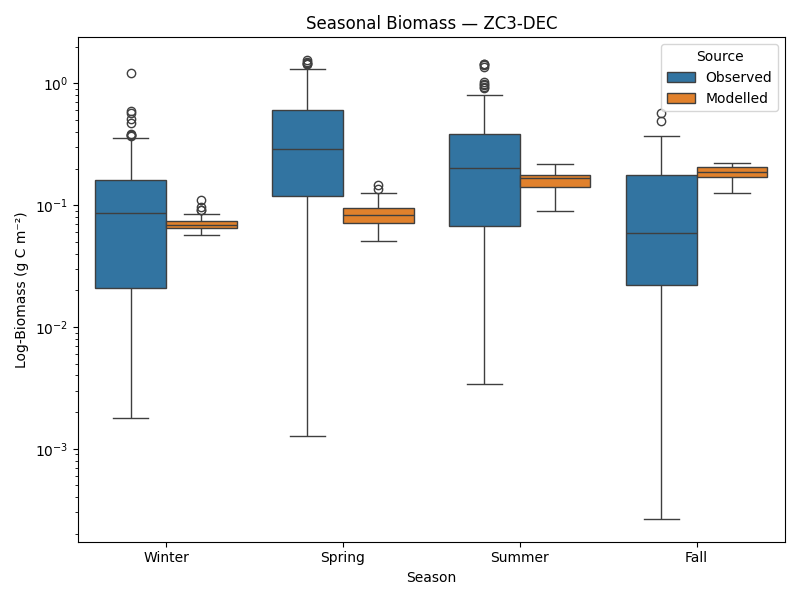 Seasonal Biomass — ZC3-DEC
Source
Observed
Modelled
Log-Biomass (g C m⁻²)
10⁰
10⁻¹
10⁻²
10⁻³
Winter
Spring
Summer
Fall
Season